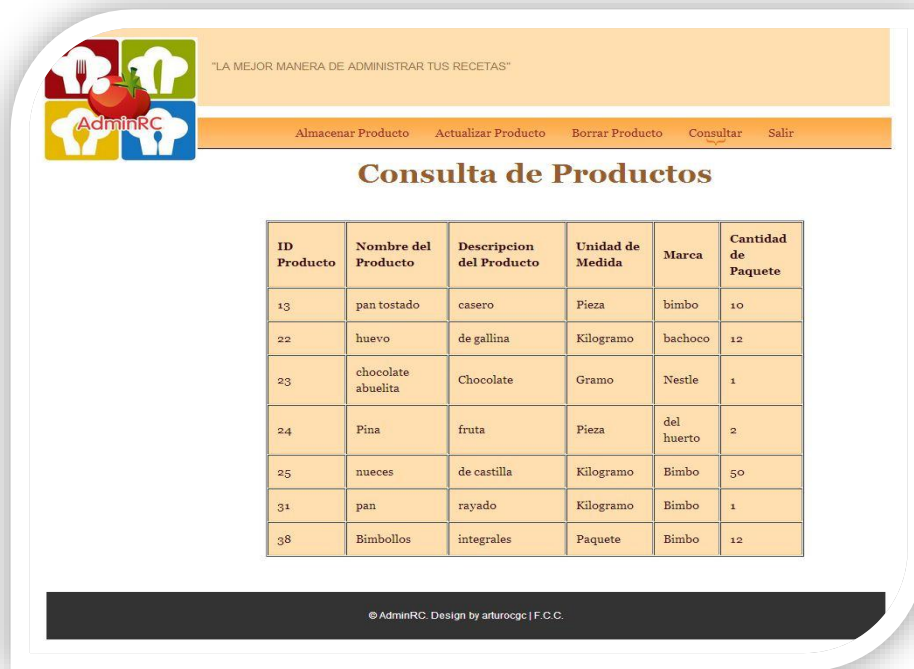 "LA MEJOR MANERA DE ADMINISTRAR TUS RECETAS"
AdminRC
Almacenar Producto Actualizar Producto Borrar Producto Consultar Salir
Consulta de Productos
ID Producto Nombre del Producto Descripcion del Producto Unidad de Medida Marca Cantidad de Paquete
13 pan tostado casero Pieza bimbo 10
22 huevo de gallina Kilogramo bachoco 12
23 chocolate abuelita Chocolate Gramo Nestle 1
24 Pina fruta Pieza del huerto 2
25 nueces de castilla Kilogramo Bimbo 50
31 pan rayado Kilogramo Bimbo 1
38 Bimbollos integrales Paquete Bimbo 12
© AdminRC. Design by arturocgc | F.C.C.